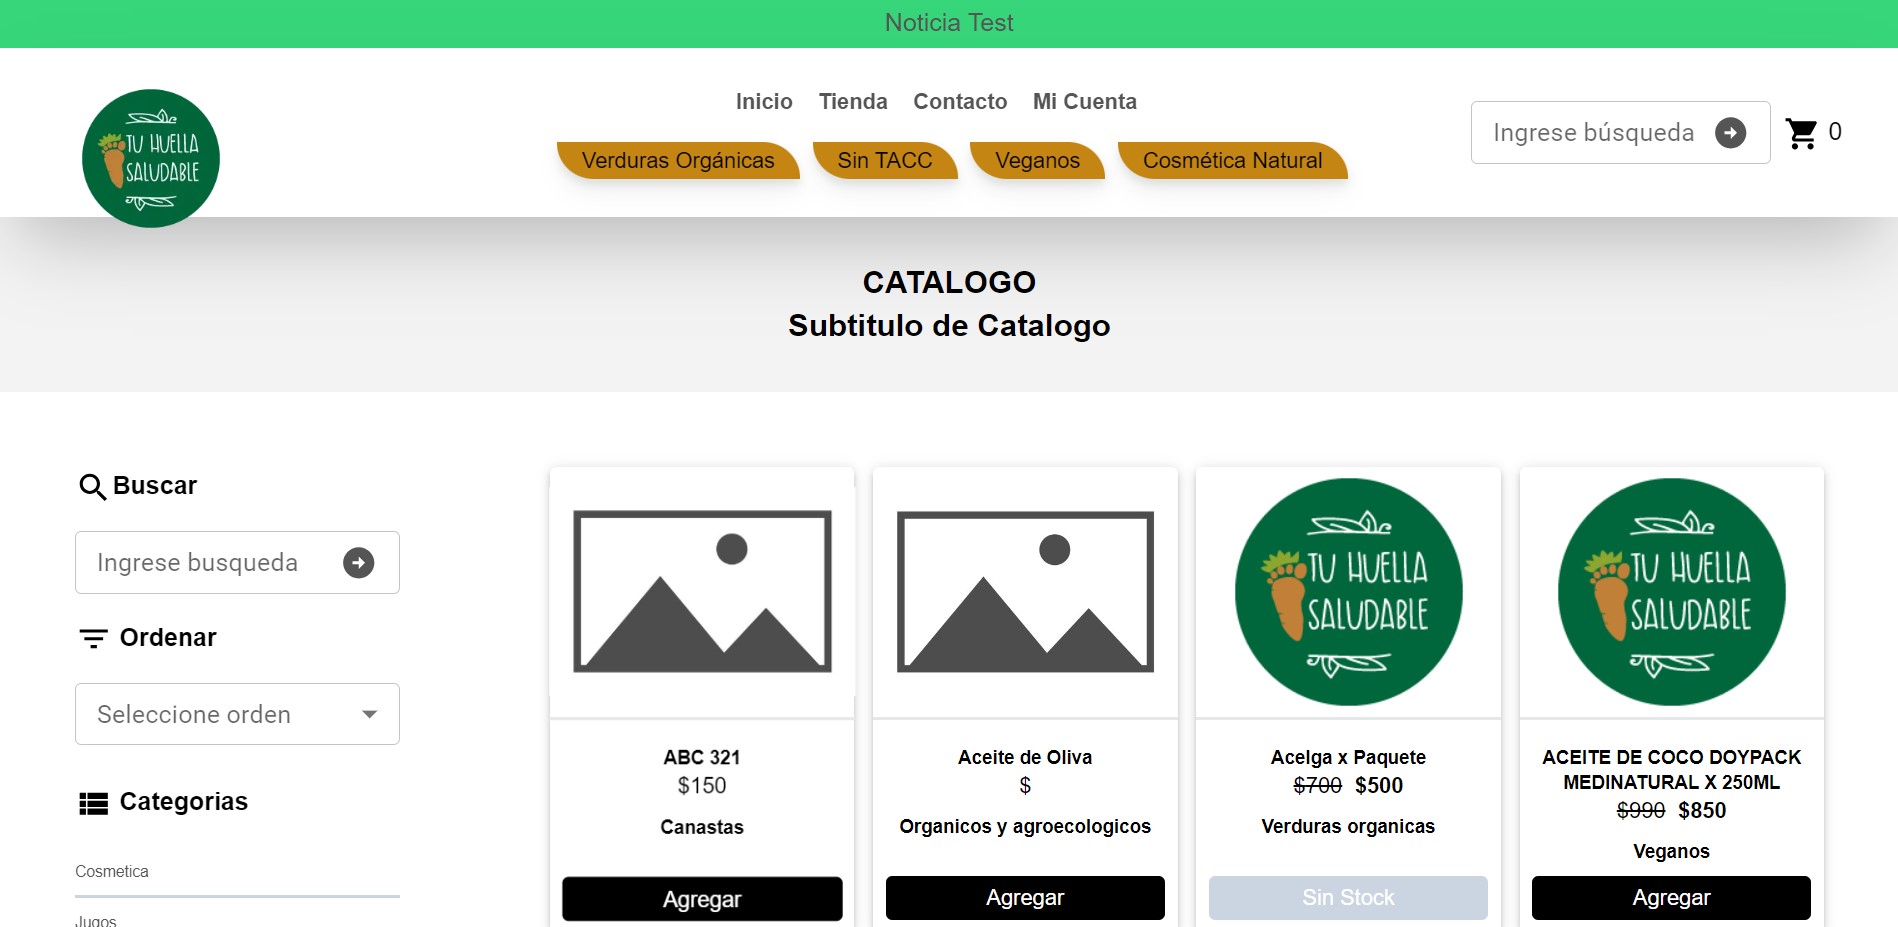 Noticia Test
TU HUELLA
SALUDABLE
Inicio Tienda Contacto Mi Cuenta
Verduras Orgánicas Sin TACC Veganos Cosmética Natural
Ingrese búsqueda
0
CATALOGO
Subtitulo de Catalogo
Buscar
Ingrese busqueda
Ordenar
Seleccione orden
Categorias
Cosmetica
Jugos
ABC 321
$150
Canastas
Agregar
Aceite de Oliva
$
Organicos y agroecologicos
Agregar
TU HUELLA
SALUDABLE
Acelga x Paquete
$700 $500
Verduras organicas
Sin Stock
TU HUELLA
SALUDABLE
ACEITE DE COCO DOYPACK
MEDINATURAL X 250ML
$990 $850
Veganos
Agregar